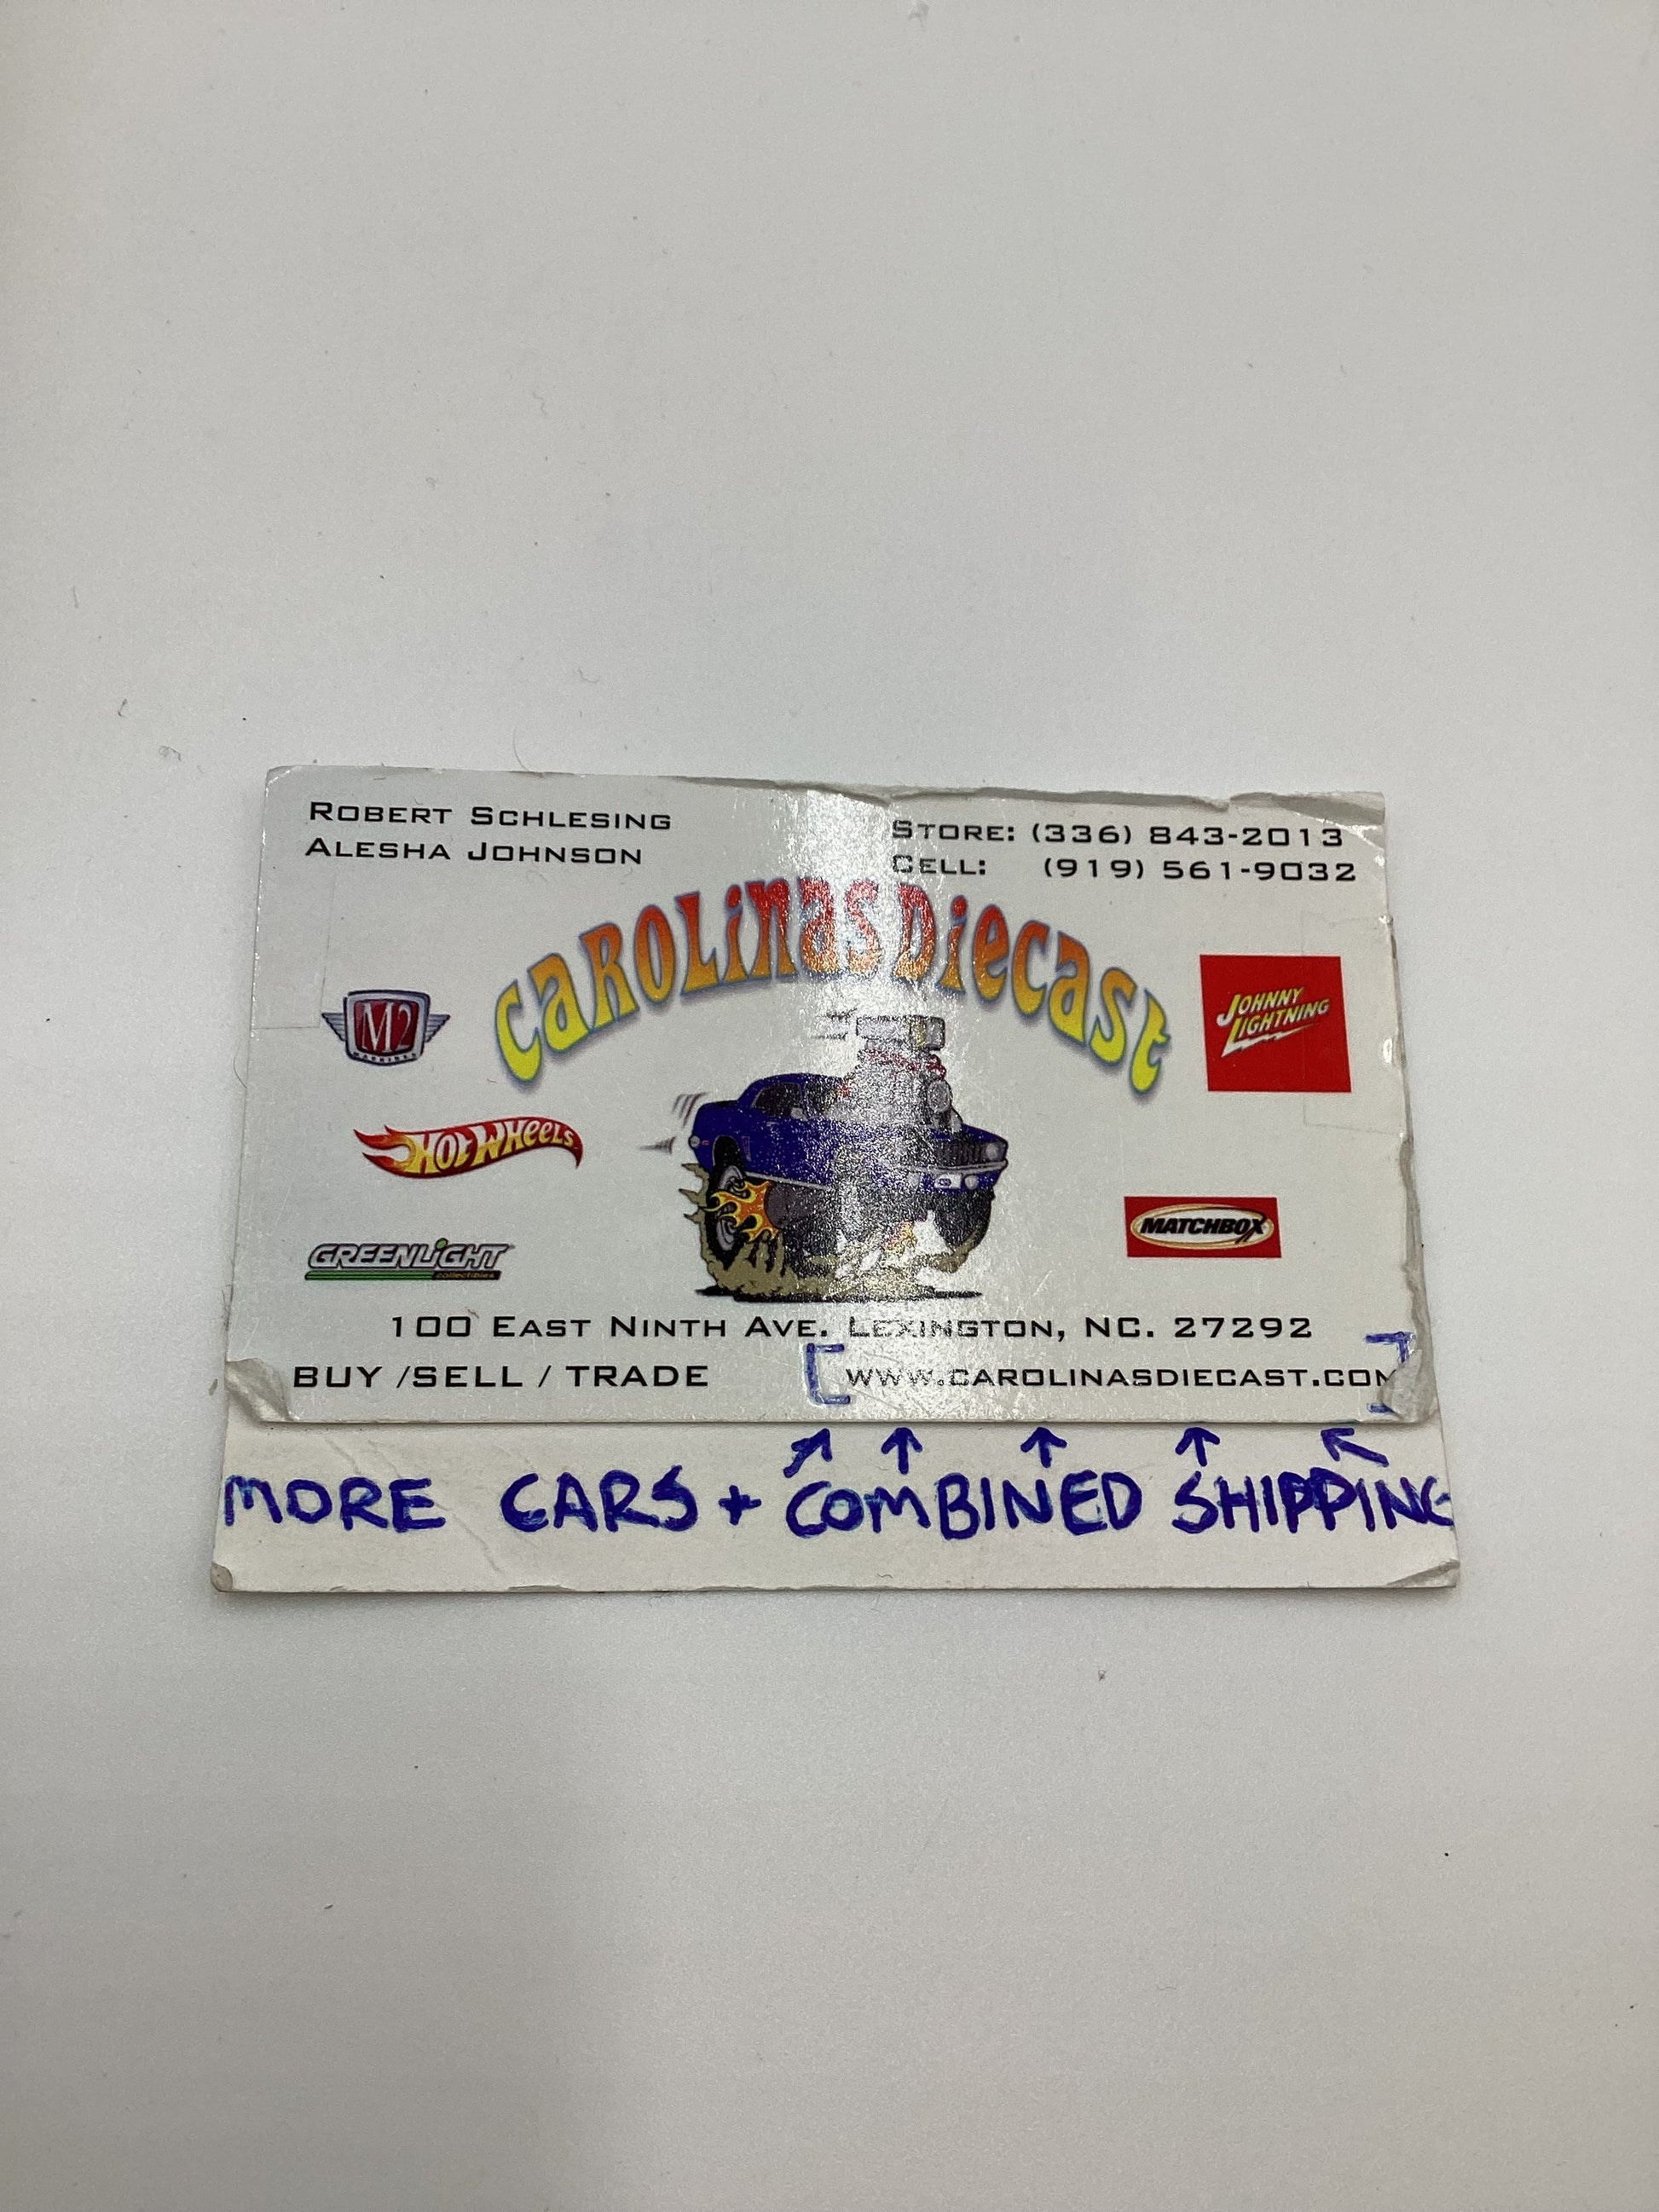 Robert Schlesing
Alesha Johnson
Store: (336) 843-2013
Cell: (919) 561-9032
Carolinas Diecast
M2
MACHINES
JOHNNY
LIGHTNING
Hot Wheels
MATCHBOX
GREENLiGHT
collectibles
100 East Ninth Ave. Lexington, NC. 27292
BUY /SELL / TRADE
[www.carolinasdiecast.com]
MORE CARS + COMBINED SHIPPING